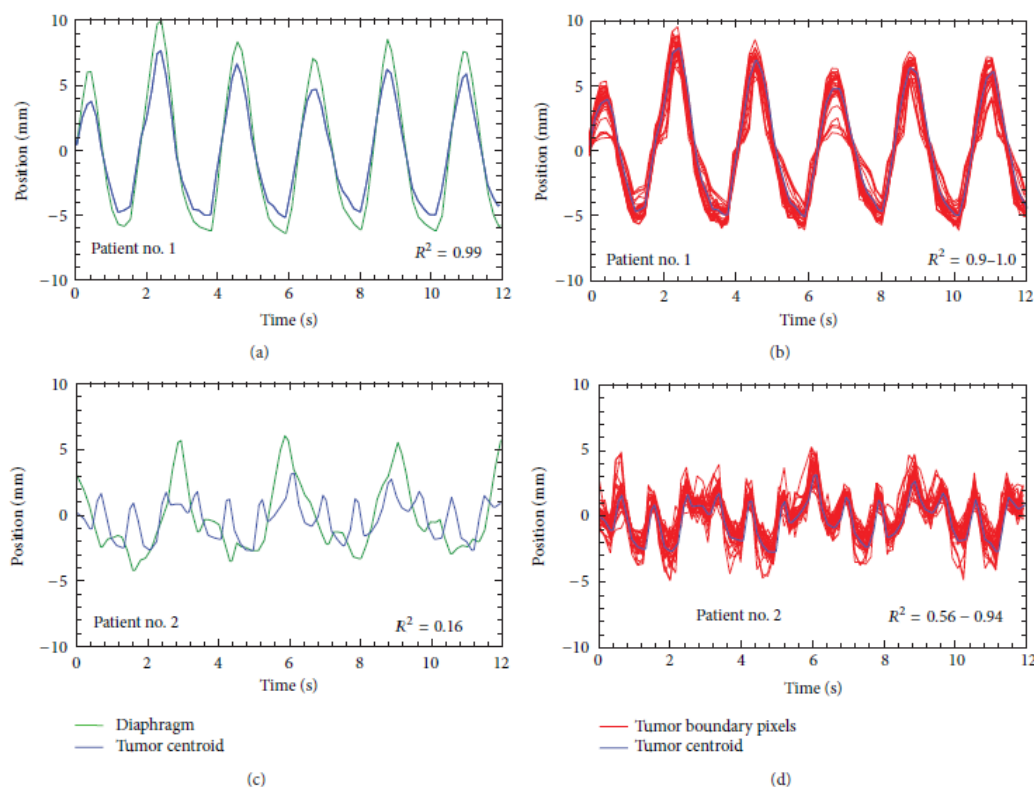 10
5
0
−5
−10
Position (mm)
Patient no. 1
R² = 0.99
0 2 4 6 8 10 12
Time (s)
(a)
10
5
0
−5
−10
Position (mm)
Patient no. 1
R² = 0.9–1.0
0 2 4 6 8 10 12
Time (s)
(b)
10
5
0
−5
−10
Position (mm)
Patient no. 2
R² = 0.16
0 2 4 6 8 10 12
Time (s)
Diaphragm
Tumor centroid
(c)
10
5
0
−5
−10
Position (mm)
Patient no. 2
R² = 0.56 – 0.94
0 2 4 6 8 10 12
Time (s)
Tumor boundary pixels
Tumor centroid
(d)